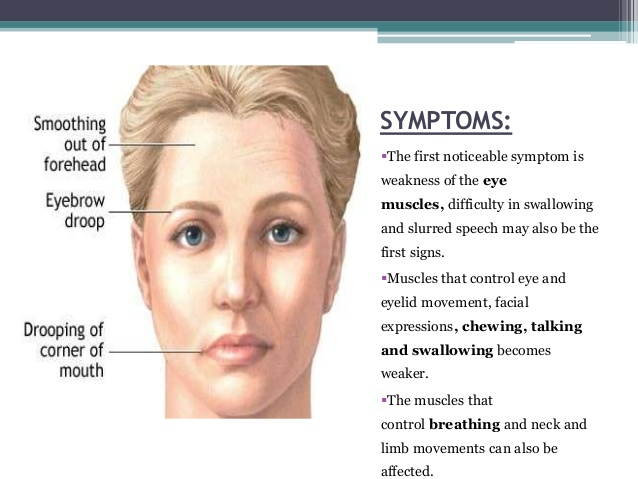 Smoothing
out of
forehead
Eyebrow
droop
Drooping of
corner of
mouth
SYMPTOMS:
▪The first noticeable symptom is
weakness of the eye
muscles, difficulty in swallowing
and slurred speech may also be the
first signs.
▪Muscles that control eye and
eyelid movement, facial
expressions, chewing, talking
and swallowing becomes
weaker.
▪The muscles that
control breathing and neck and
limb movements can also be
affected.